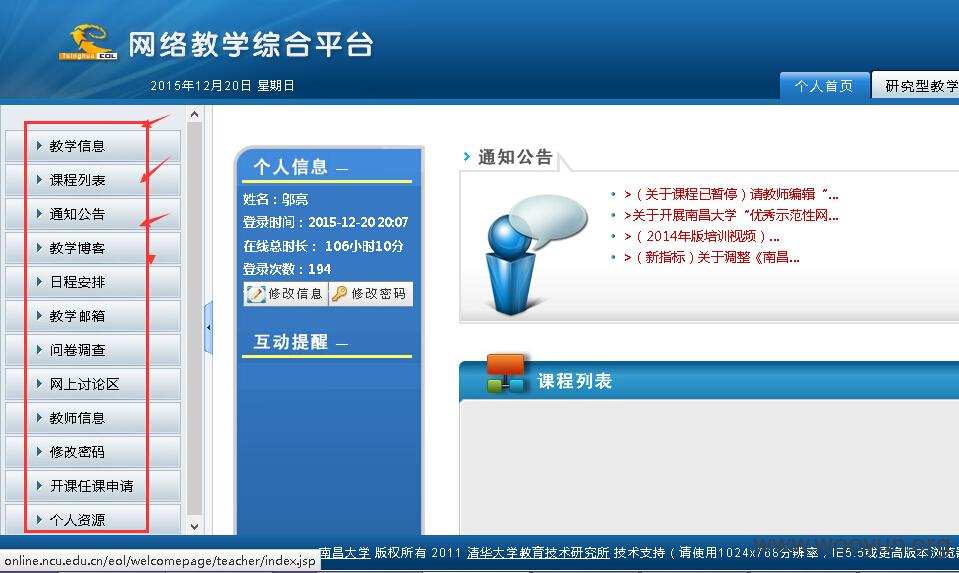 Tsinghua EOL
网络教学综合平台
2015年12月20日 星期日
个人首页
研究型教学
教学信息
课程列表
通知公告
教学博客
日程安排
教学邮箱
问卷调查
网上讨论区
教师信息
修改密码
开课任课申请
个人资源
个人信息
姓名：邬亮
登录时间：2015-12-20 20:07
在线总时长： 106小时10分
登录次数：194
修改信息
修改密码
互动提醒
通知公告
>（关于课程已暂停）请教师编辑“...
>关于开展南昌大学“优秀示范性网...
>（2014年版培训视频）...
>（新指标）关于调整《南昌...
课程列表
南昌大学 版权所有 2011 清华大学教育技术研究所 技术支持（请使用1024x768分辨率，IE5.5或更高版本浏览
online.ncu.edu.cn/eol/welcomepage/teacher/index.jsp
www.wooyun.org